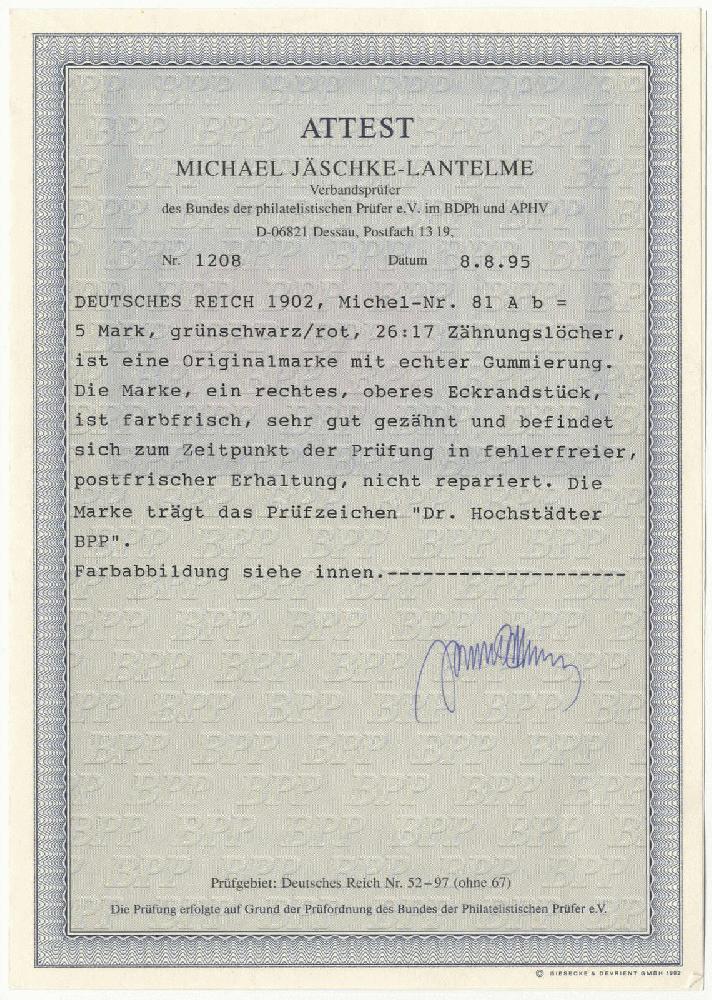 ATTEST
MICHAEL JÄSCHKE-LANTELME
Verbandsprüfer
des Bundes der philatelistischen Prüfer e.V. im BDPh und APHV
D-06821 Dessau, Postfach 13 19,
Nr. 1208 Datum 8.8.95
DEUTSCHES REICH 1902, Michel-Nr. 81 A b =
5 Mark, grünschwarz/rot, 26:17 Zähnungslöcher,
ist eine Originalmarke mit echter Gummierung.
Die Marke, ein rechtes, oberes Eckrandstück,
ist farbfrisch, sehr gut gezähnt und befindet
sich zum Zeitpunkt der Prüfung in fehlerfreier,
postfrischer Erhaltung, nicht repariert. Die
Marke trägt das Prüfzeichen "Dr. Hochstädter
BPP".
Farbabbildung siehe innen.--------------------
Prüfgebiet: Deutsches Reich Nr. 52–97 (ohne 67)
Die Prüfung erfolgte auf Grund der Prüfordnung des Bundes der Philatelistischen Prüfer e.V.
© GIESECKE & DEVRIENT GMBH 1992